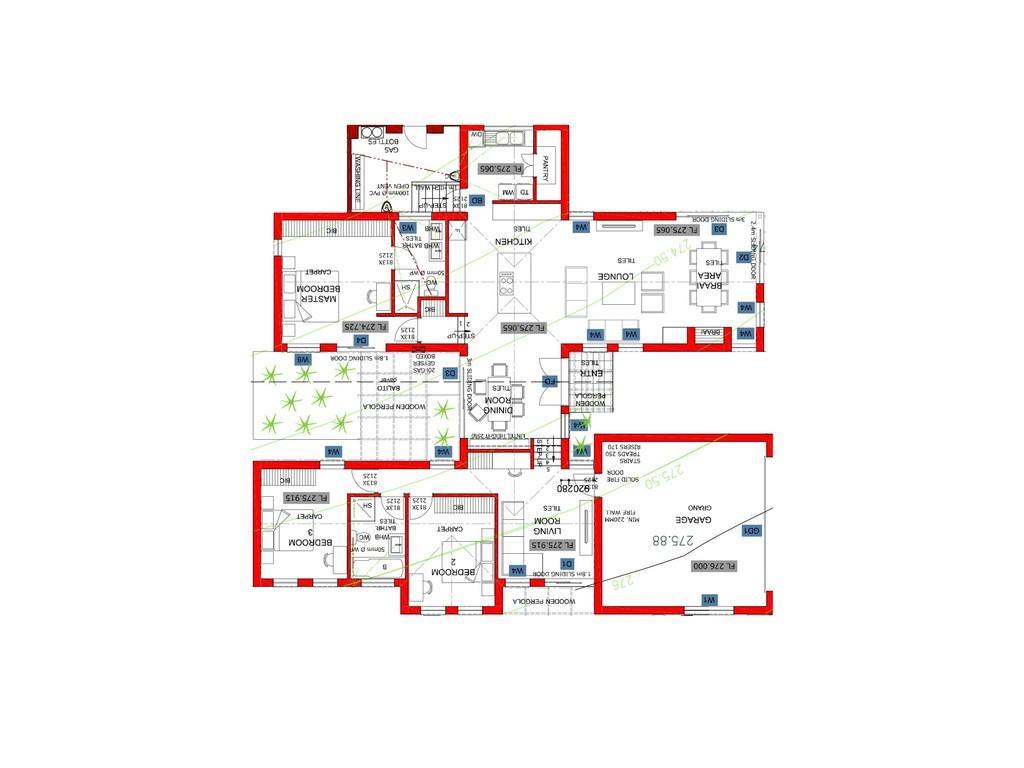 GAS
BOTTLES
WASHING LINE
100mm Ø PVC
OPEN VENT
1m HIGH WALL
STEP-UP
813X
2125
BD
DW
FL 275.065
PANTRY
WM
TD
BIC
MASTER
BEDROOM
CARPET
FL 274.725
D4
813X
2125
W3
BATHR.
TILES
WHB
WHB
50mm Ø WP
WC
SH
BIC
813X
2125
STEP-UP
1
2
F
KITCHEN
TILES
FL 275.065
W4
LOUNGE
TILES
FL 275.065
274.50
3m SLIDING DOOR
D3
2.4m SLIDING DOOR
D2
BRAAI
AREA
TILES
W4
W4
BRAAI
W4
W4
W6
1.8m SLIDING DOOR
20l GAS
GEYSER
BOXED
D3
3m SLIDING DOOR
BALITO
paver
WOODEN PERGOLA
W4
W4
DINING
ROOM
TILES
LINTEL HEIGHT 2550
FD
ENTR
TILES
WOODEN
PERGOLA
W4
W4
STEP-UP
1 2 3 4 5
BIC
FL 275.915
CARPET
BEDROOM
3
813X
2125
SH
813X
2125
BATHR.
TILES
WHB
WC
50mm Ø WP
B
813X
2125
BIC
CARPET
BEDROOM
2
920280
LIVING
ROOM
TILES
FL 275.915
W4
D1
1.8m SLIDING DOOR
WOODEN PERGOLA
STAIRS
TREADS 250
RISERS 170
SOLID FIRE
DOOR
MIN. 220MM
FIRE WALL
275.50
GARAGE
GRANO
275.88
GD1
FL 276.000
276
W1